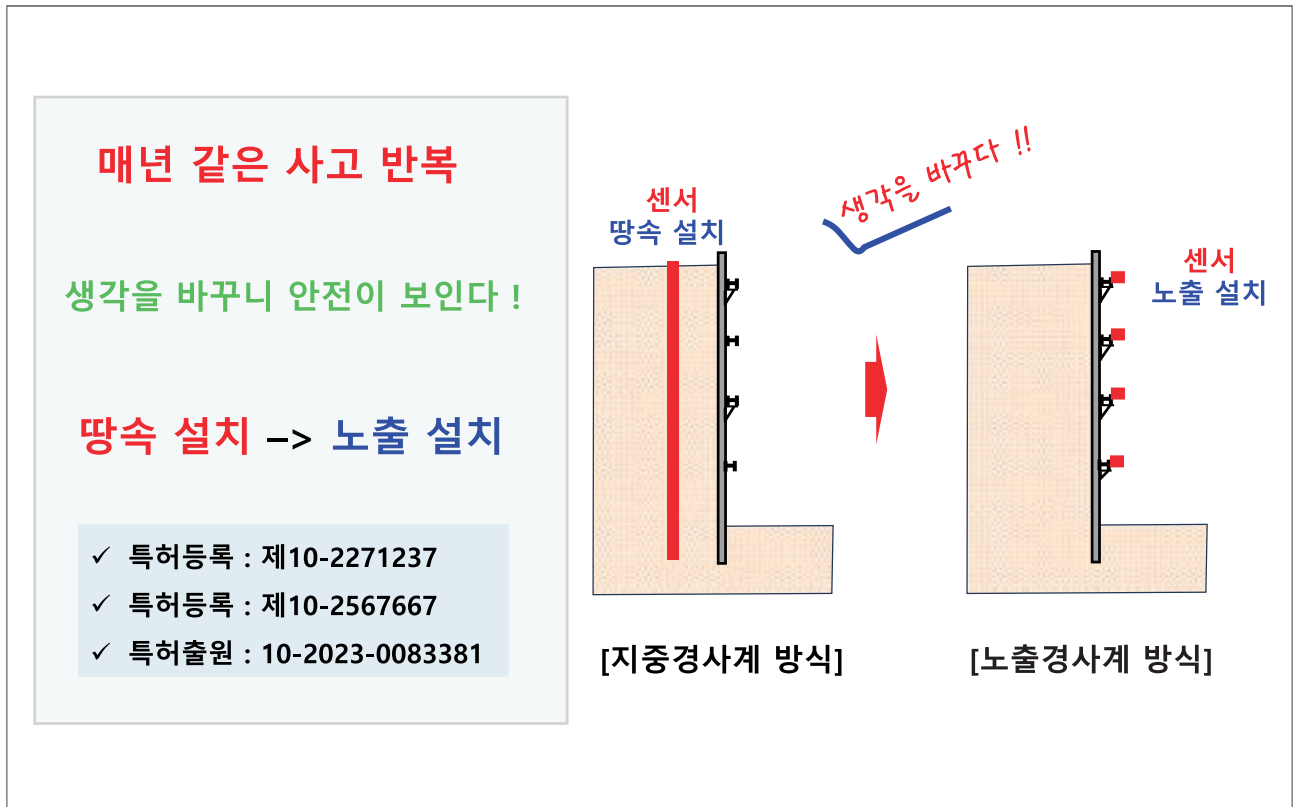 매년 같은 사고 반복
생각을 바꾸니 안전이 보인다 !
땅속 설치 –> 노출 설치
✓ 특허등록 : 제10-2271237
✓ 특허등록 : 제10-2567667
✓ 특허출원 : 10-2023-0083381
센서
땅속 설치
생각을 바꾸다 !!
센서
노출 설치
[지중경사계 방식]
[노출경사계 방식]